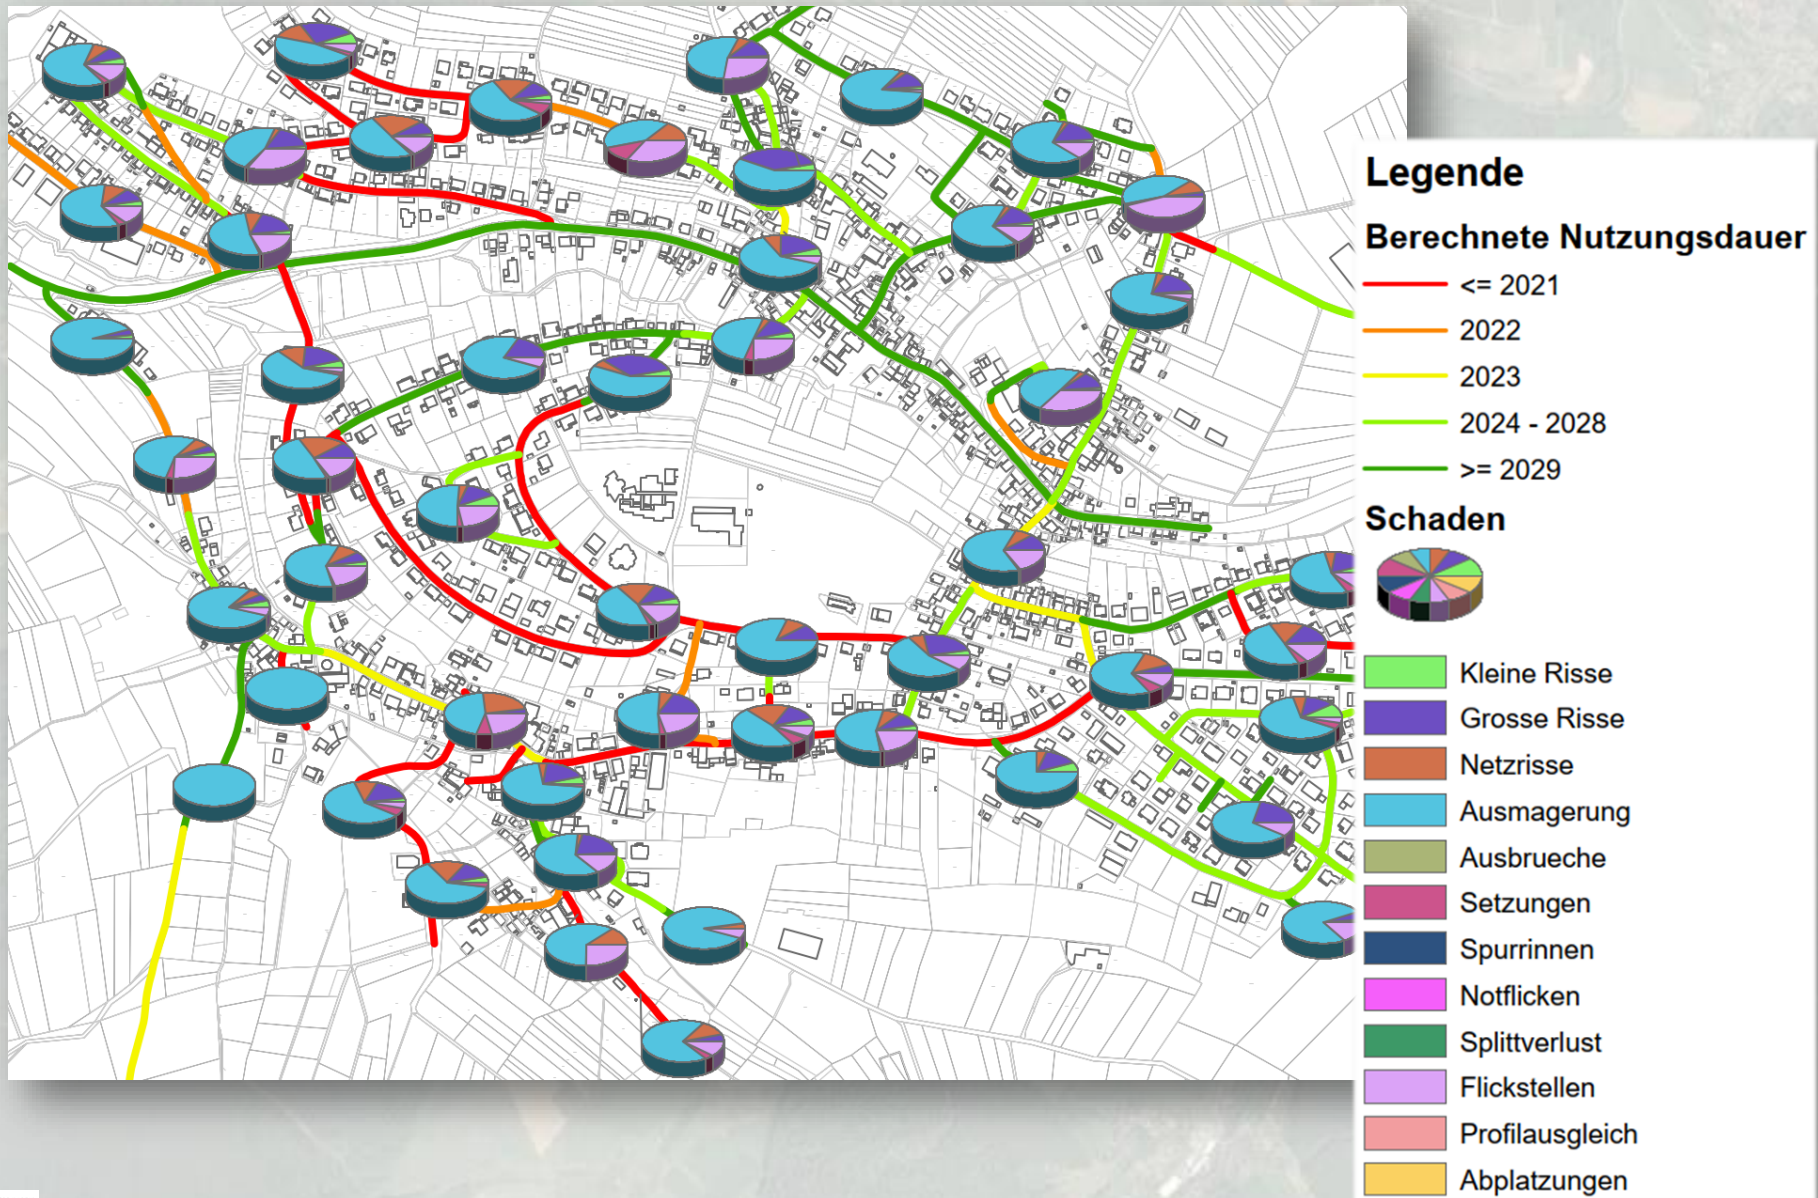 Legende
Berechnete Nutzungsdauer
<= 2021
2022
2023
2024 - 2028
>= 2029
Schaden
Kleine Risse
Grosse Risse
Netzrisse
Ausmagerung
Ausbrueche
Setzungen
Spurrinnen
Notflicken
Splittverlust
Flickstellen
Profilausgleich
Abplatzungen